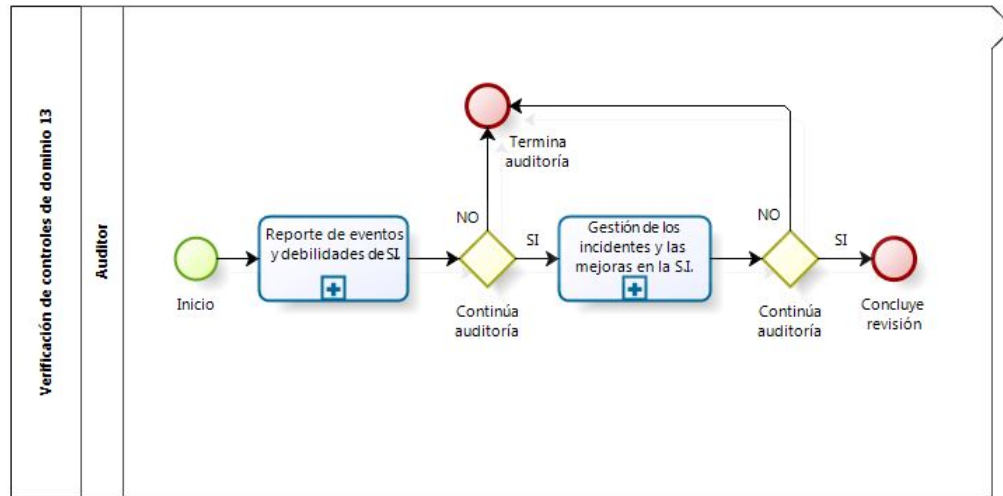 Verificación de controles de dominio 13
Auditor
Inicio
Reporte de eventos
y debilidades de S.I.
NO
SI
Continúa
auditoría
Termina
auditoría
Gestión de los
incidentes y las
mejoras en la S.I.
NO
SI
Continúa
auditoría
Concluye
revisión